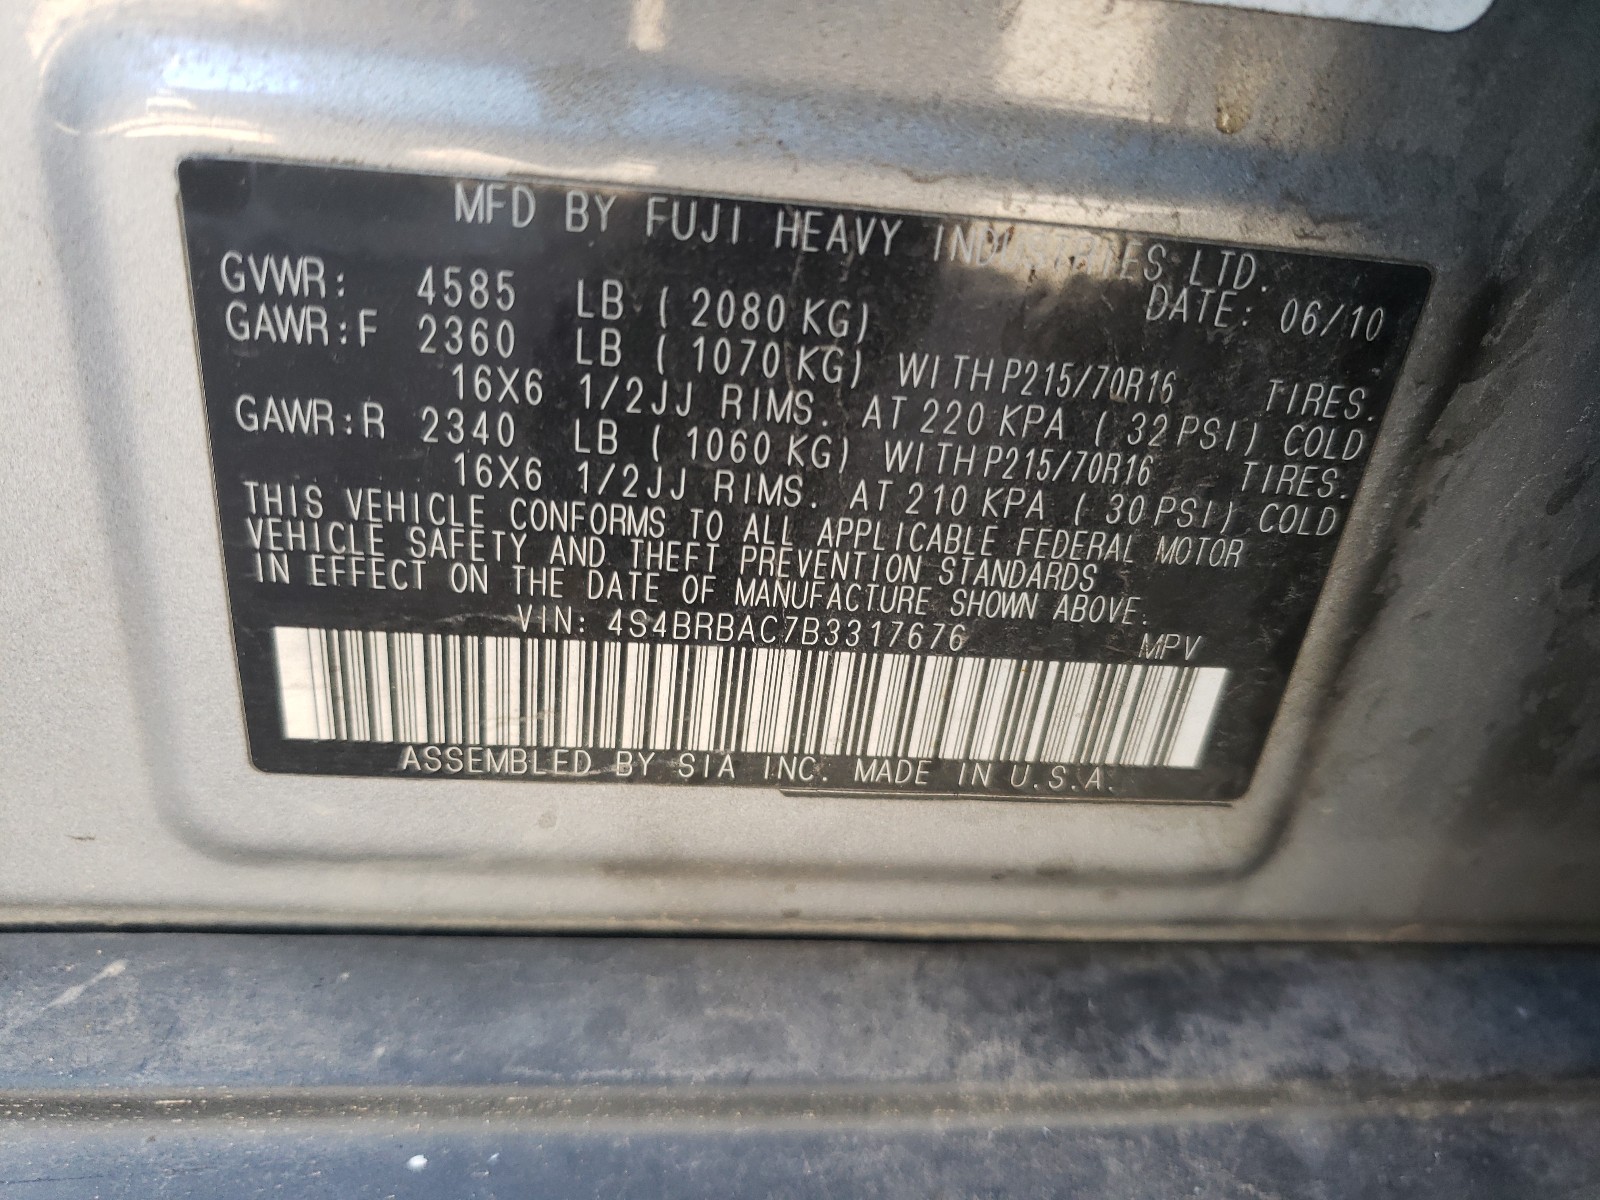 MFD BY FUJI HEAVY INDUSTRIES LTD.
DATE: 06/10
GVWR: 4585 LB ( 2080 KG)
GAWR:F 2360 LB ( 1070 KG) WITH P215/70R16 TIRES.
16X6 1/2JJ RIMS. AT 220 KPA ( 32 PSI) COLD
GAWR:R 2340 LB ( 1060 KG) WITH P215/70R16 TIRES.
16X6 1/2JJ RIMS. AT 210 KPA ( 30 PSI) COLD
THIS VEHICLE CONFORMS TO ALL APPLICABLE FEDERAL MOTOR
VEHICLE SAFETY AND THEFT PREVENTION STANDARDS
IN EFFECT ON THE DATE OF MANUFACTURE SHOWN ABOVE.
VIN: 4S4BRBAC7B3317676 MPV
ASSEMBLED BY SIA INC. MADE IN U.S.A.